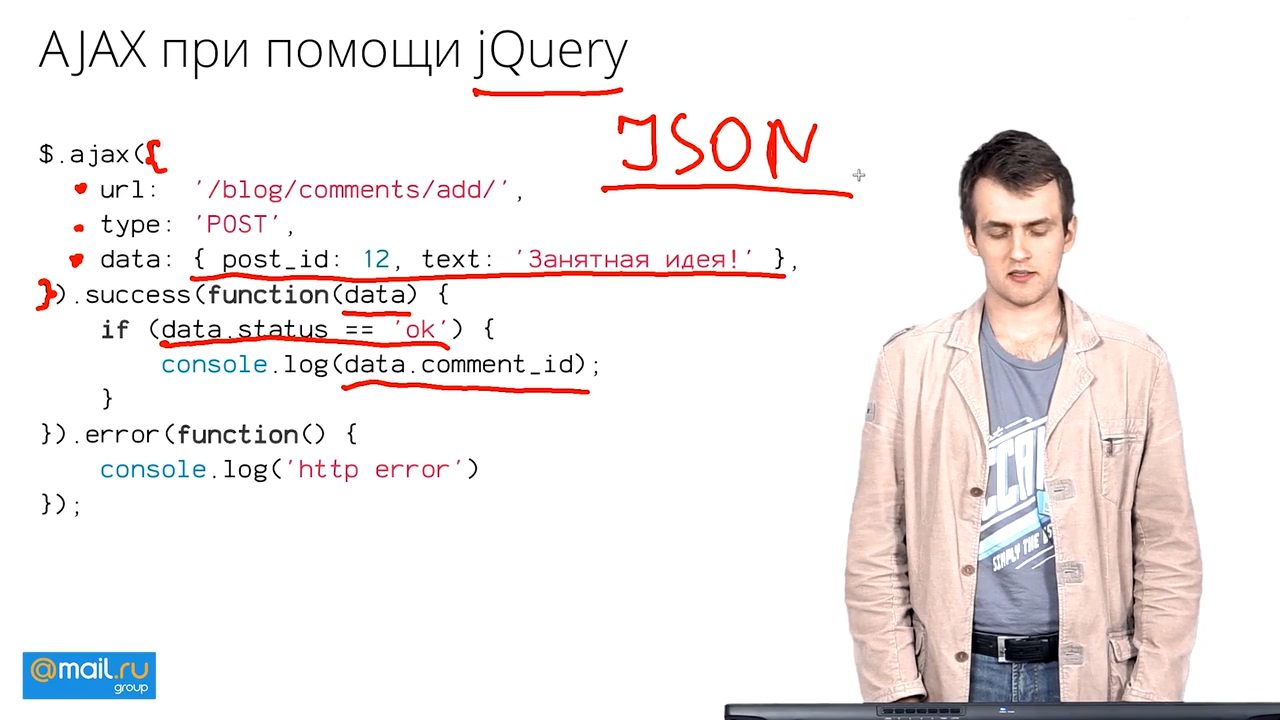 AJAX при помощи jQuery
JSON
$.ajax({
url: '/blog/comments/add/',
type: 'POST',
data: { post_id: 12, text: 'Занятная идея!' },
}).success(function(data) {
if (data.status == 'ok') {
console.log(data.comment_id);
}
}).error(function() {
console.log('http error')
});
@mail.ru
group